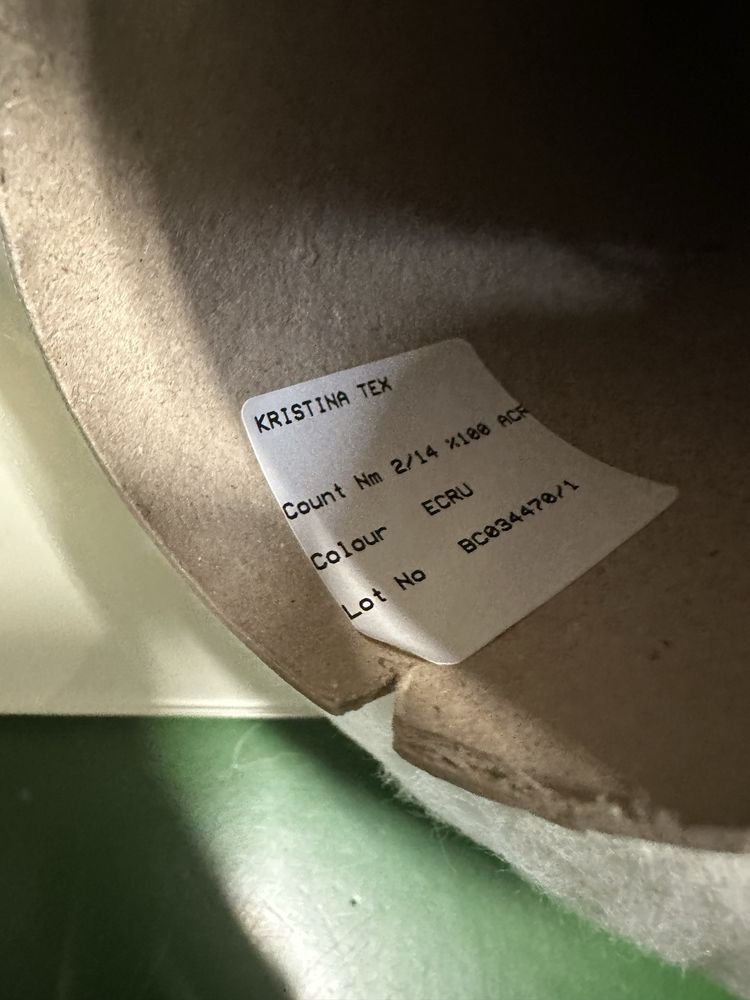 KRISTINA TEX
Count Nm 2/14 %100 ACR
Colour ECRU
Lot No BC034470/1